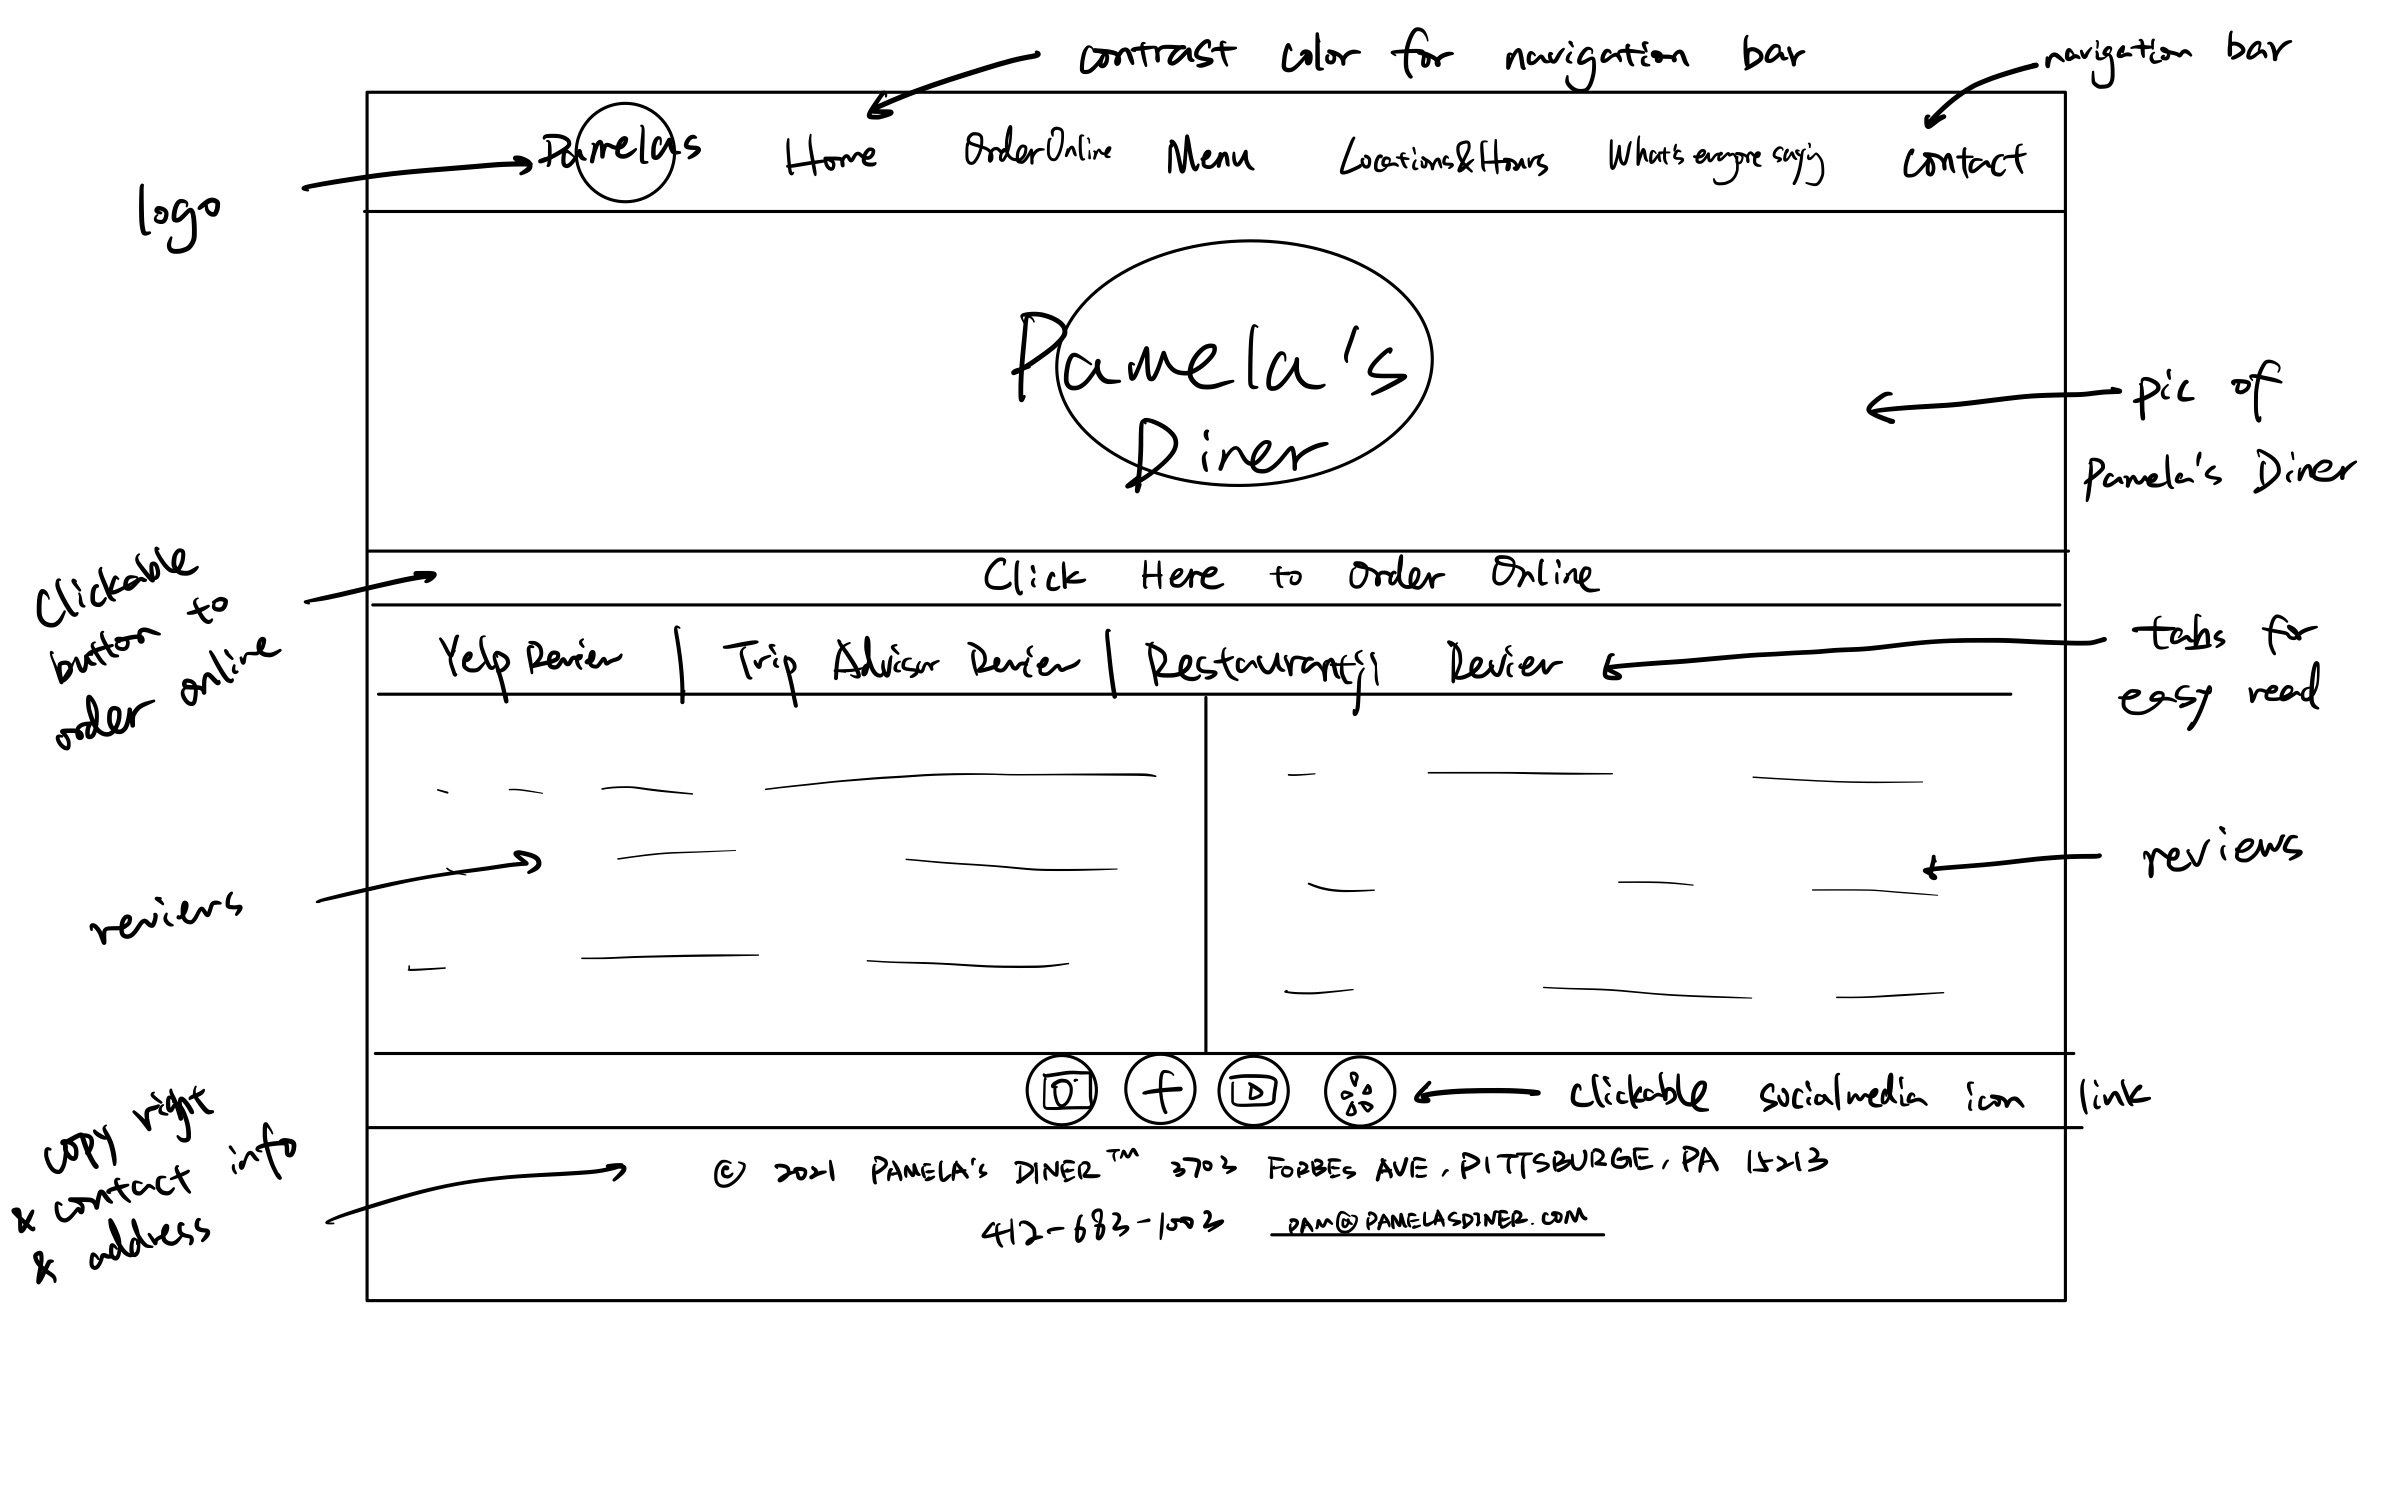 contrast color for navigation bar
navigation bar
logo
Pamelas Home Order Online Menu Locations&Hours What's everyone saying contact
Pamela's
Diner
pic of
Pamela's Diner
Clickable
button to
order online
Click Here to Order Online
Yelp Review | Trip Advisor Review | Restaurantji Review
tabs for
easy read
reviews
reviews
clickable socialmedia icon link
copy right
& contact info
& address
© 2021 PAMELA'S DINER™ 3703 FORBES AVE, PITTSBURGE, PA 15213
412-683-1003 PAM@PAMELASDINER.COM